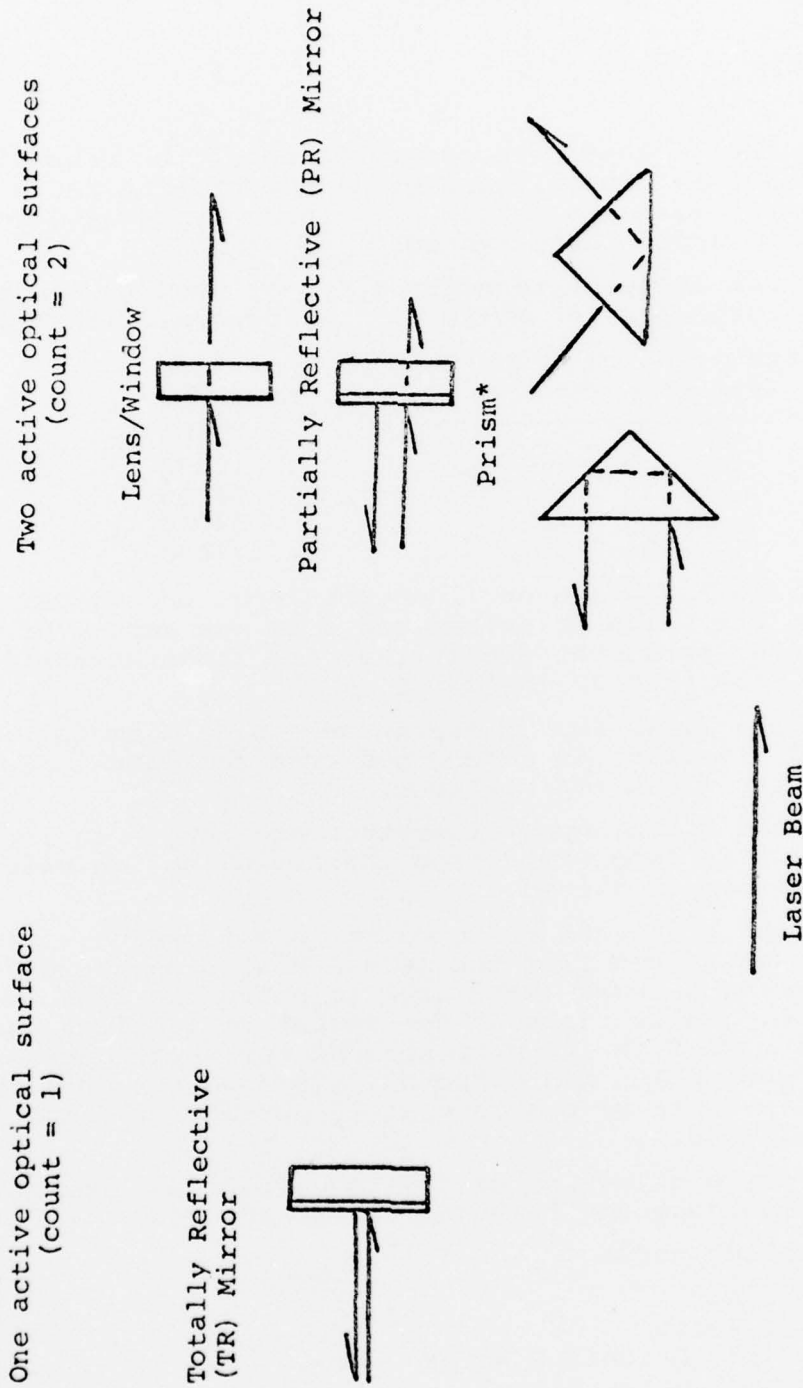 One active optical surface
(count = 1)
Totally Reflective
(TR) Mirror
Two active optical surfaces
(count = 2)
Lens/Window
Partially Reflective (PR) Mirror
Prism*
Laser Beam